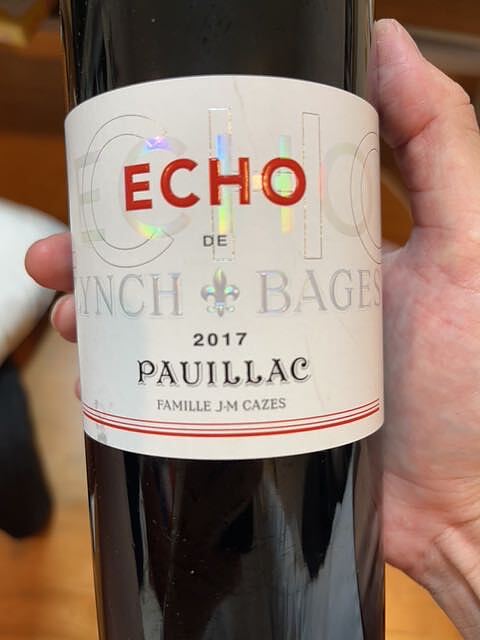 ECHO
DE
LYNCH BAGES
2017
PAUILLAC
FAMILLE J-M CAZES